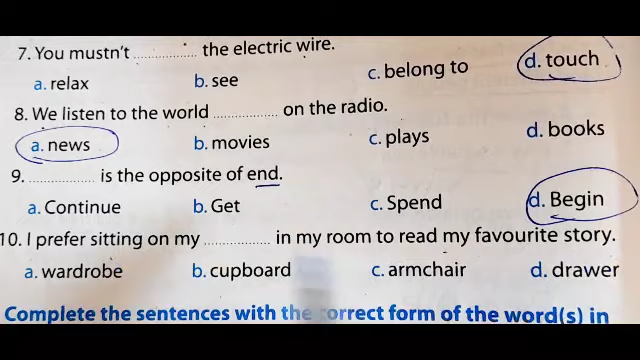 7. You mustn't .................. the electric wire.
a. relax b. see c. belong to d. touch
8. We listen to the world .................. on the radio.
a. news b. movies c. plays d. books
9. .................. is the opposite of end.
a. Continue b. Get c. Spend d. Begin
10. I prefer sitting on my .................. in my room to read my favourite story.
a. wardrobe b. cupboard c. armchair d. drawer
Complete the sentences with the correct form of the word(s) in